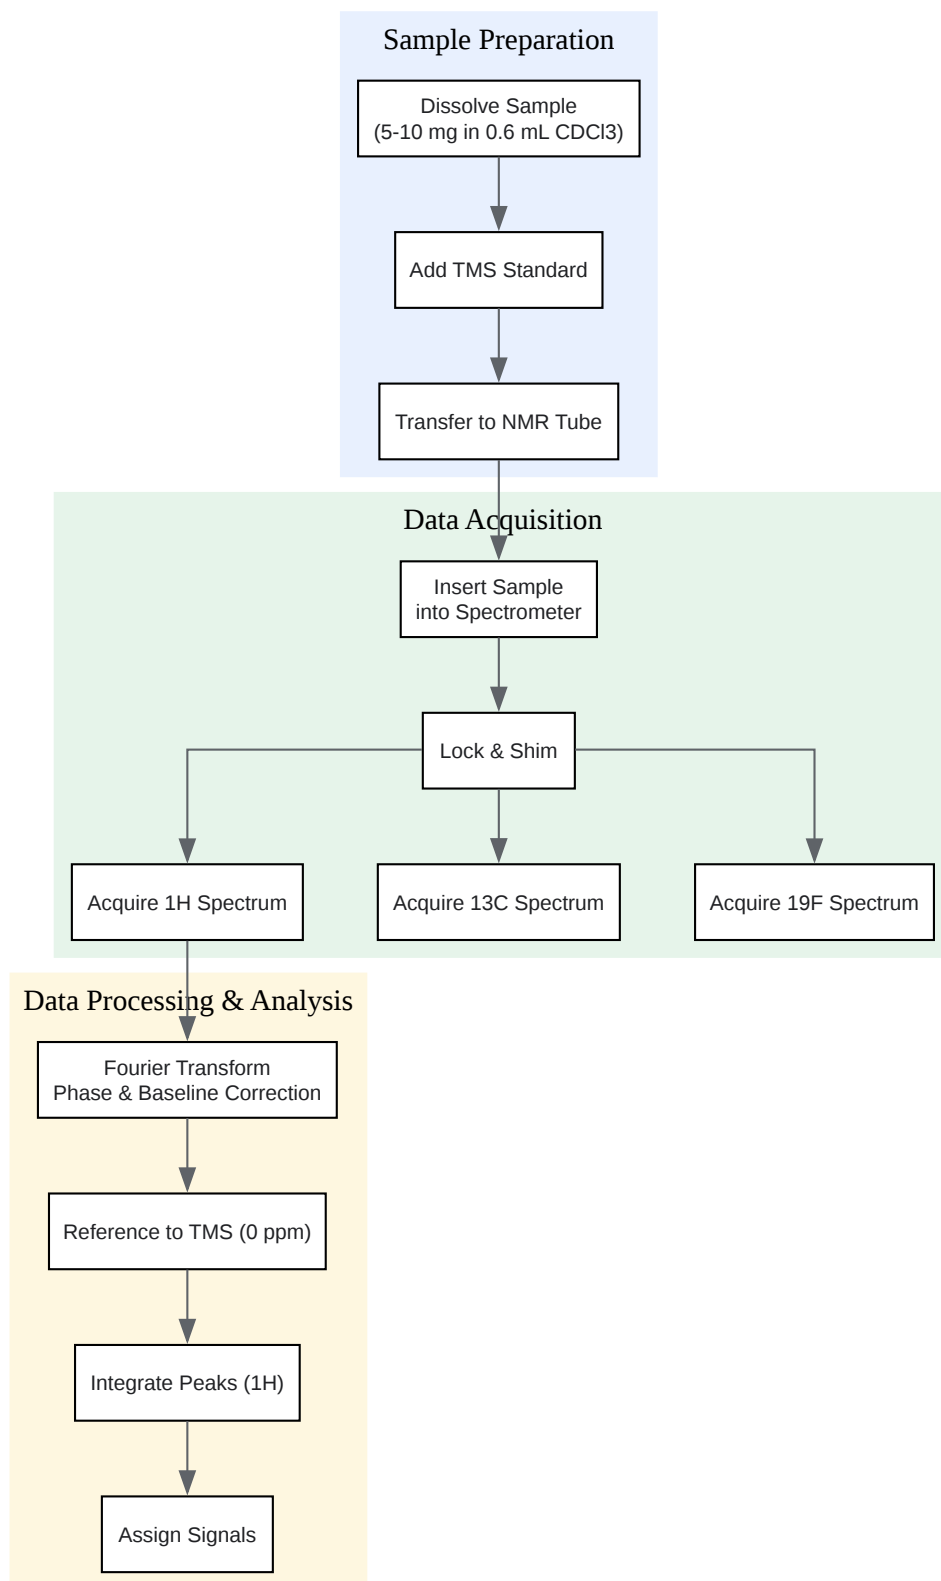 Sample Preparation
Dissolve Sample
(5-10 mg in 0.6 mL CDCl3)
Add TMS Standard
Transfer to NMR Tube
Data Acquisition
Insert Sample
into Spectrometer
Lock & Shim
Acquire 1H Spectrum
Acquire 13C Spectrum
Acquire 19F Spectrum
Data Processing & Analysis
Fourier Transform
Phase & Baseline Correction
Reference to TMS (0 ppm)
Integrate Peaks (1H)
Assign Signals